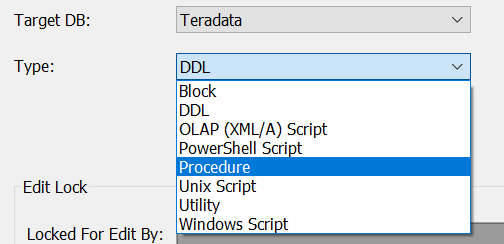 Target DB: Teradata
Type: DDL
Block
DDL
OLAP (XML/A) Script
PowerShell Script
Procedure
Unix Script
Utility
Windows Script
Edit Lock
Locked For Edit By: